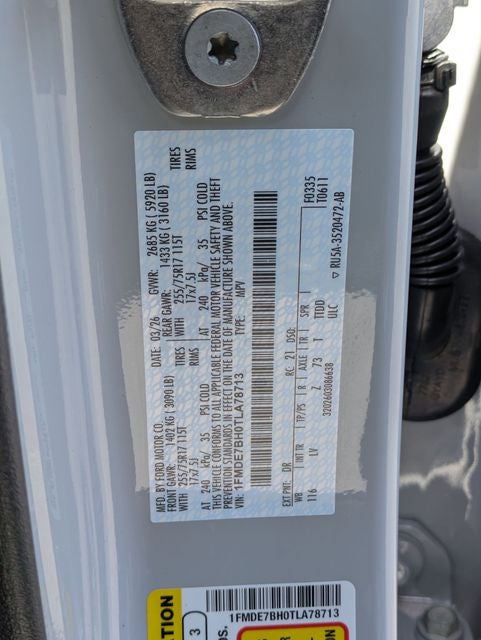 MFD. BY FORD MOTOR CO.
DATE: 03/26 GVWR: 2685 KG (5920 LB)
FRONT GAWR: 1402 KG (3090 LB) REAR GAWR: 1433 KG (3160 LB)
WITH 255/75R17 115T TIRES WITH 255/75R17 115T TIRES
17x7.5J RIMS 17x7.5J RIMS
AT 240 kPa/ 35 PSI COLD AT 240 kPa/ 35 PSI COLD
THIS VEHICLE CONFORMS TO ALL APPLICABLE FEDERAL MOTOR VEHICLE SAFETY AND THEFT
PREVENTION STANDARDS IN EFFECT ON THE DATE OF MANUFACTURE SHOWN ABOVE.
VIN: 1FMDE7BH0TLA78713 TYPE: MPV
F0335
T0611
EXT PNT: DR RC: 21 DSO:
WB INT TR TP/PS R AXLE TR SPR
116 LV Z 73 T TTDD
ULC
3202603086638
▽ RU5A-3520472-AB
1FMDE7BH0TLA78713